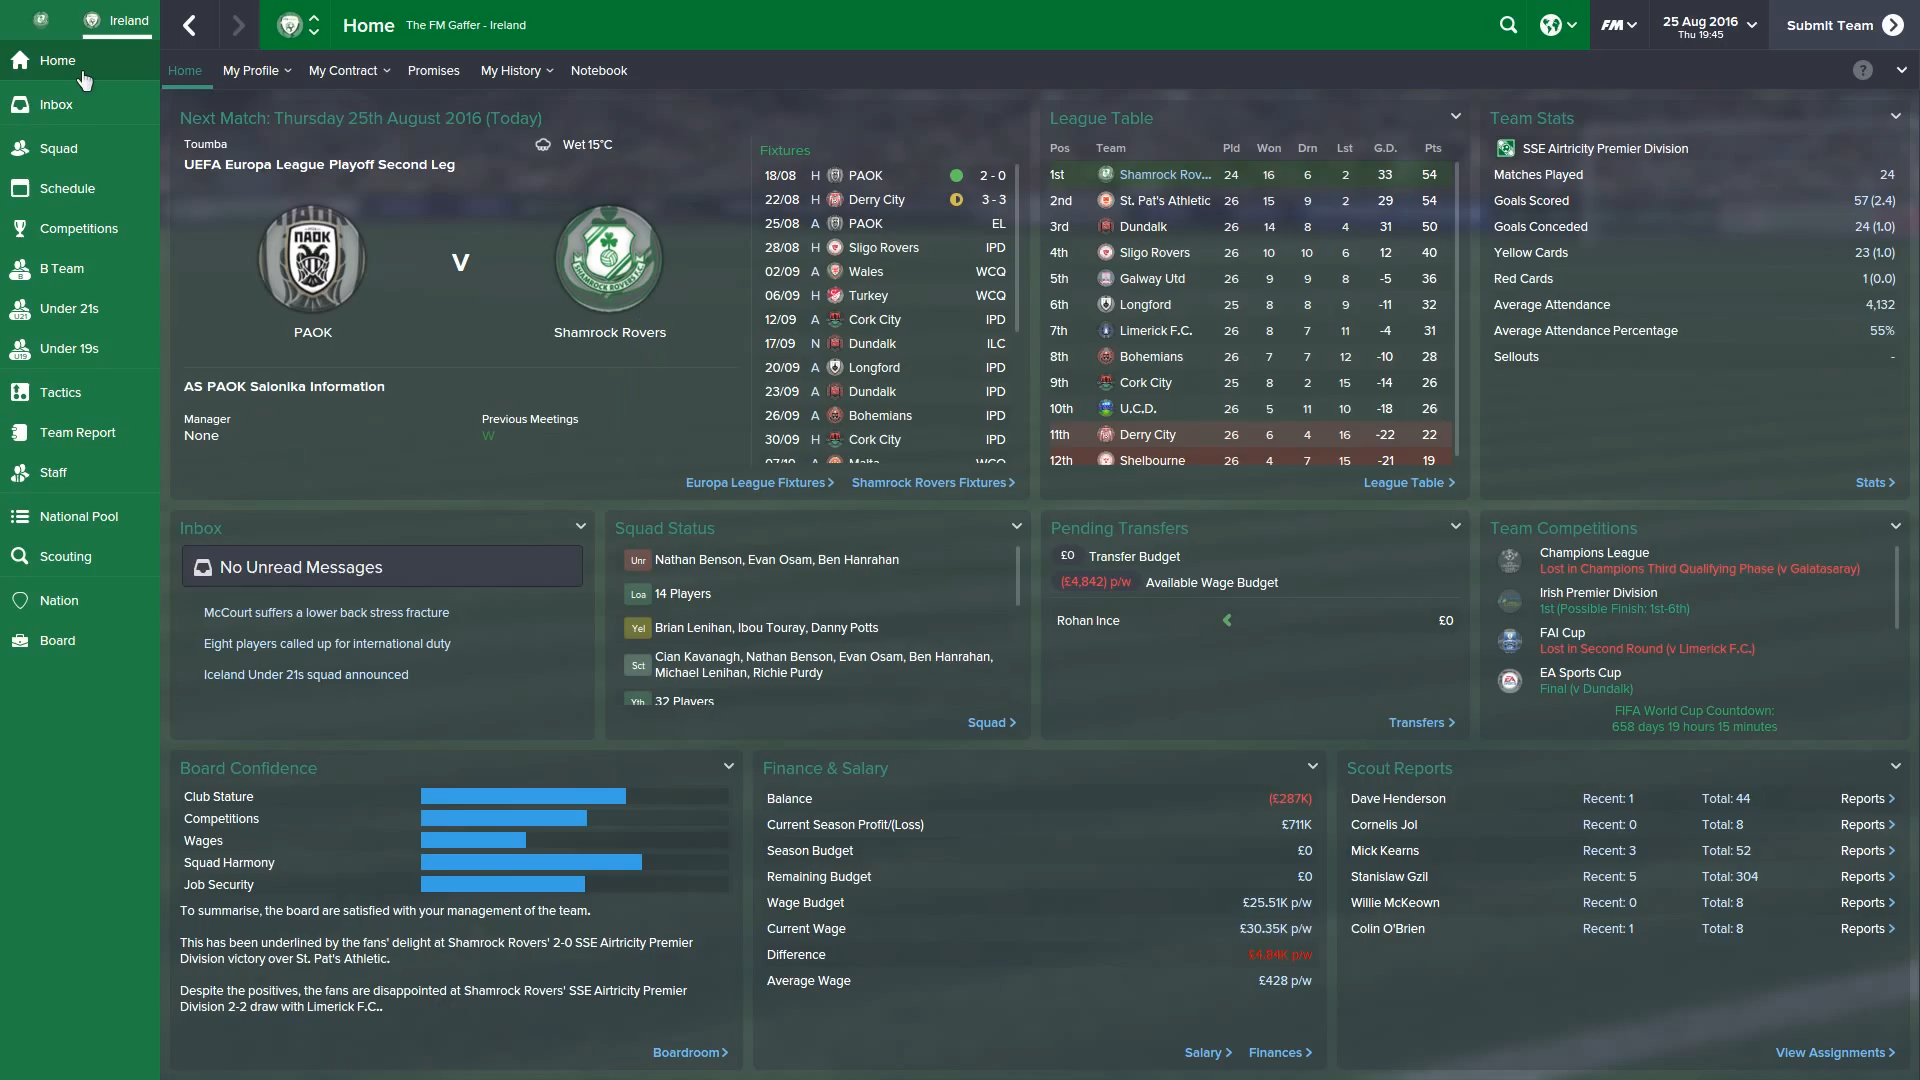 Ireland
Home
The FM Gaffer - Ireland
FM
25 Aug 2016
Thu 19:45
Submit Team
Home
Inbox
Squad
Schedule
Competitions
B Team
Under 21s
Under 19s
Tactics
Team Report
Staff
National Pool
Scouting
Nation
Board
Home My Profile My Contract Promises My History Notebook
Next Match: Thursday 25th August 2016 (Today)
Toumba
Wet 15°C
UEFA Europa League Playoff Second Leg
ΠΑΟΚ
SHAMROCK ROVERS F.C.
V
PAOK
Shamrock Rovers
AS PAOK Salonika Information
Manager
None
Previous Meetings
W
Fixtures
18/08 H PAOK 2 - 0
22/08 H Derry City 3 - 3
25/08 A PAOK EL
28/08 H Sligo Rovers IPD
02/09 A Wales WCQ
06/09 H Turkey WCQ
12/09 A Cork City IPD
17/09 N Dundalk ILC
20/09 A Longford IPD
23/09 A Dundalk IPD
26/09 A Bohemians IPD
30/09 H Cork City IPD
07/10 A Malta WCQ
Europa League Fixtures
Shamrock Rovers Fixtures
League Table
Pos Team Pld Won Drn Lst G.D. Pts
1st Shamrock Rov... 24 16 6 2 33 54
2nd St. Pat's Athletic 26 15 9 2 29 54
3rd Dundalk 26 14 8 4 31 50
4th Sligo Rovers 26 10 10 6 12 40
5th Galway Utd 26 9 9 8 -5 36
6th Longford 25 8 8 9 -11 32
7th Limerick F.C. 26 8 7 11 -4 31
8th Bohemians 26 7 7 12 -10 28
9th Cork City 25 8 2 15 -14 26
10th U.C.D. 26 5 11 10 -18 26
11th Derry City 26 6 4 16 -22 22
12th Shelbourne 26 4 7 15 -21 19
League Table
Team Stats
SSE Airtricity Premier Division
Matches Played 24
Goals Scored 57 (2.4)
Goals Conceded 24 (1.0)
Yellow Cards 23 (1.0)
Red Cards 1 (0.0)
Average Attendance 4,132
Average Attendance Percentage 55%
Sellouts -
Stats
Inbox
No Unread Messages
McCourt suffers a lower back stress fracture
Eight players called up for international duty
Iceland Under 21s squad announced
Squad Status
Unr Nathan Benson, Evan Osam, Ben Hanrahan
Loa 14 Players
Yel Brian Lenihan, Ibou Touray, Danny Potts
Sct Cian Kavanagh, Nathan Benson, Evan Osam, Ben Hanrahan,
Michael Lenihan, Richie Purdy
Yth 32 Players
Squad
Pending Transfers
£0 Transfer Budget
(£4,842) p/w Available Wage Budget
Rohan Ince £0
Transfers
Team Competitions
Champions League
Lost in Champions Third Qualifying Phase (v Galatasaray)
Irish Premier Division
1st (Possible Finish: 1st-6th)
FAI Cup
Lost in Second Round (v Limerick F.C.)
EA Sports Cup
Final (v Dundalk)
FIFA World Cup Countdown:
658 days 19 hours 15 minutes
Board Confidence
Club Stature
Competitions
Wages
Squad Harmony
Job Security
To summarise, the board are satisfied with your management of the team.
This has been underlined by the fans' delight at Shamrock Rovers' 2-0 SSE Airtricity Premier
Division victory over St. Pat's Athletic.
Despite the positives, the fans are disappointed at Shamrock Rovers' SSE Airtricity Premier
Division 2-2 draw with Limerick F.C..
Boardroom
Finance & Salary
Balance (£287K)
Current Season Profit/(Loss) £711K
Season Budget £0
Remaining Budget £0
Wage Budget £25.51K p/w
Current Wage £30.35K p/w
Difference £4.84K p/w
Average Wage £428 p/w
Salary Finances
Scout Reports
Dave Henderson Recent: 1 Total: 44 Reports
Cornelis Jol Recent: 0 Total: 8 Reports
Mick Kearns Recent: 3 Total: 52 Reports
Stanislaw Gzil Recent: 5 Total: 304 Reports
Willie McKeown Recent: 0 Total: 8 Reports
Colin O'Brien Recent: 1 Total: 8 Reports
View Assignments